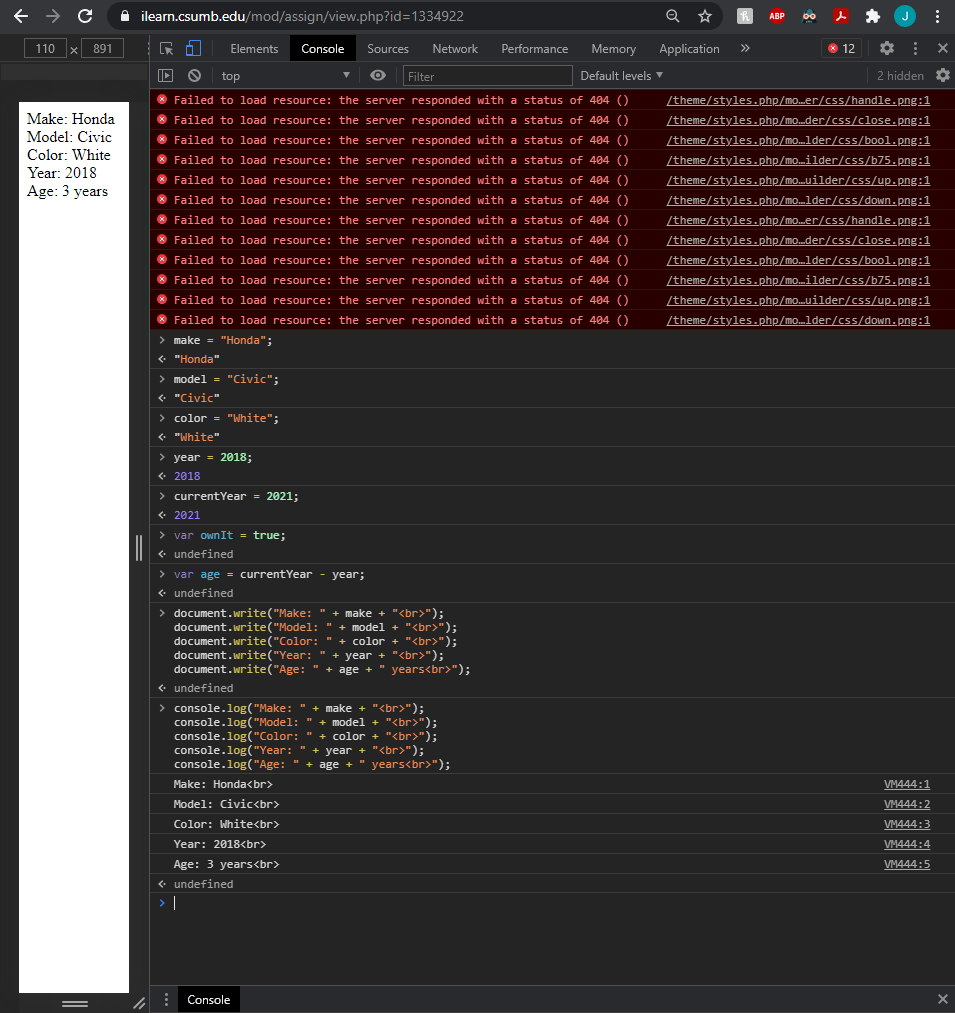 ilearn.csumb.edu/mod/assign/view.php?id=1334922
ABP
J
110 × 891
Elements Console Sources Network Performance Memory Application » 12
top Filter Default levels 2 hidden
Make: Honda
Model: Civic
Color: White
Year: 2018
Age: 3 years
Failed to load resource: the server responded with a status of 404 () /theme/styles.php/mo…er/css/handle.png:1
Failed to load resource: the server responded with a status of 404 () /theme/styles.php/mo…der/css/close.png:1
Failed to load resource: the server responded with a status of 404 () /theme/styles.php/mo…lder/css/bool.png:1
Failed to load resource: the server responded with a status of 404 () /theme/styles.php/mo…ilder/css/b75.png:1
Failed to load resource: the server responded with a status of 404 () /theme/styles.php/mo…uilder/css/up.png:1
Failed to load resource: the server responded with a status of 404 () /theme/styles.php/mo…lder/css/down.png:1
Failed to load resource: the server responded with a status of 404 () /theme/styles.php/mo…er/css/handle.png:1
Failed to load resource: the server responded with a status of 404 () /theme/styles.php/mo…der/css/close.png:1
Failed to load resource: the server responded with a status of 404 () /theme/styles.php/mo…lder/css/bool.png:1
Failed to load resource: the server responded with a status of 404 () /theme/styles.php/mo…ilder/css/b75.png:1
Failed to load resource: the server responded with a status of 404 () /theme/styles.php/mo…uilder/css/up.png:1
Failed to load resource: the server responded with a status of 404 () /theme/styles.php/mo…lder/css/down.png:1
> make = "Honda";
"Honda"
> model = "Civic";
"Civic"
> color = "White";
"White"
> year = 2018;
2018
> currentYear = 2021;
2021
> var ownIt = true;
undefined
> var age = currentYear - year;
undefined
> document.write("Make: " + make + "<br>");
document.write("Model: " + model + "<br>");
document.write("Color: " + color + "<br>");
document.write("Year: " + year + "<br>");
document.write("Age: " + age + " years<br>");
undefined
> console.log("Make: " + make + "<br>");
console.log("Model: " + model + "<br>");
console.log("Color: " + color + "<br>");
console.log("Year: " + year + "<br>");
console.log("Age: " + age + " years<br>");
Make: Honda<br> VM444:1
Model: Civic<br> VM444:2
Color: White<br> VM444:3
Year: 2018<br> VM444:4
Age: 3 years<br> VM444:5
undefined
>
Console